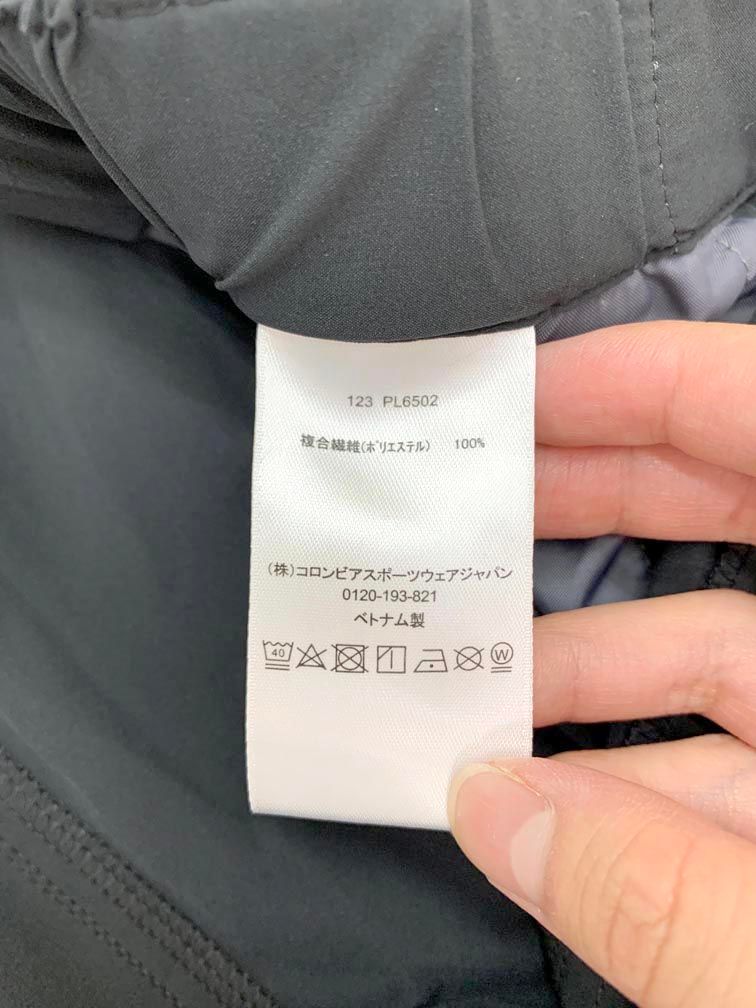 123 PL6502
複合繊維(ポリエステル) 100%
(株)コロンビアスポーツウェアジャパン
0120-193-821
ベトナム製
40 W